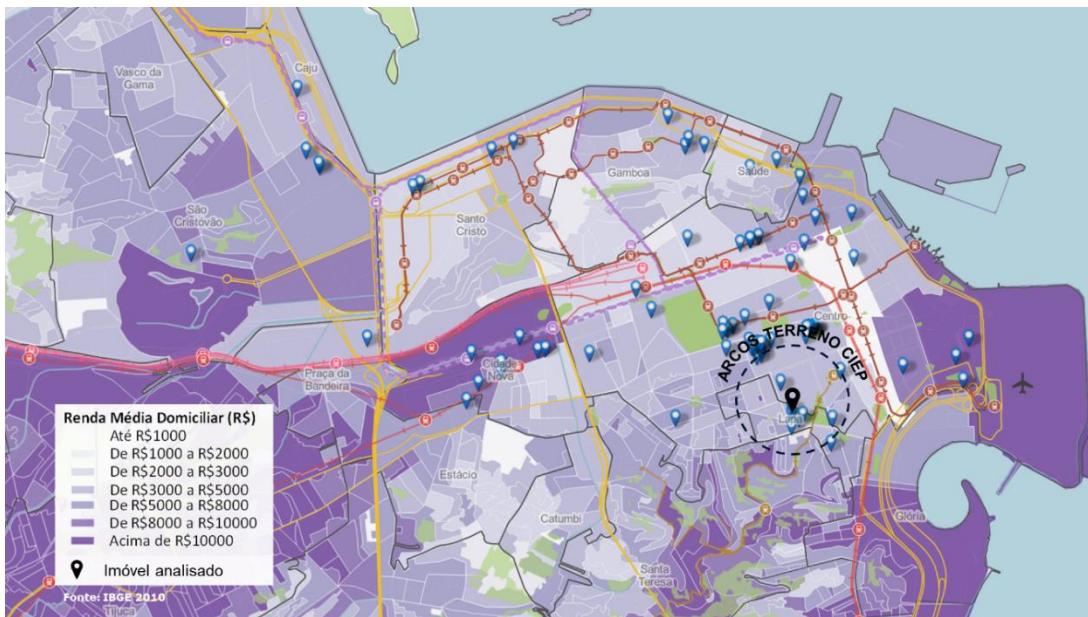 Vasco da
Gama
Caju
São
Cristovão
Santo
Cristo
Gamboa
Saúde
Centro
ARCOS TERRENO CIEP
Lapa
Cidade
Nova
Praça da
Bandeira
Estácio
Catumbi
Santa
Teresa
Glória
Tijuca
Renda Média Domiciliar (R$)
Até R$1000
De R$1000 a R$2000
De R$2000 a R$3000
De R$3000 a R$5000
De R$5000 a R$8000
De R$8000 a R$10000
Acima de R$10000
Imóvel analisado
Fonte: IBGE 2010